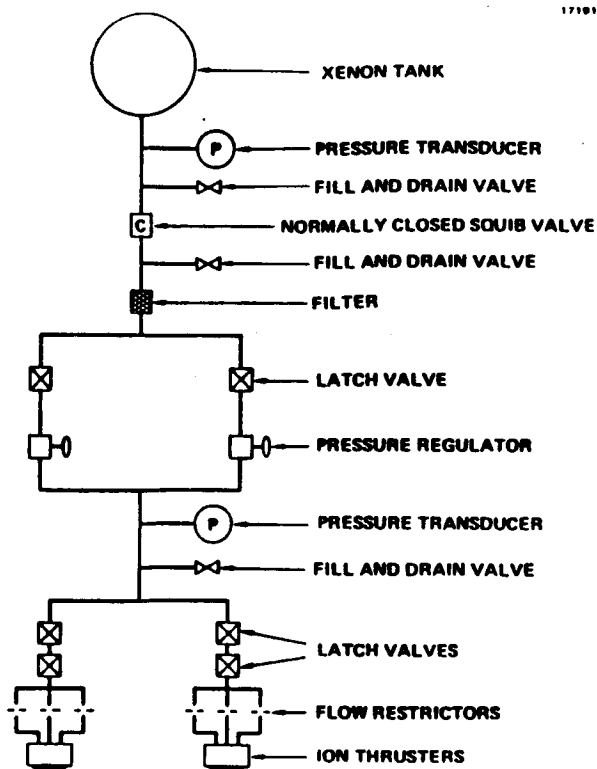 17191
XENON TANK
P
PRESSURE TRANSDUCER
FILL AND DRAIN VALVE
C
NORMALLY CLOSED SQUIB VALVE
FILL AND DRAIN VALVE
FILTER
LATCH VALVE
PRESSURE REGULATOR
P
PRESSURE TRANSDUCER
FILL AND DRAIN VALVE
LATCH VALVES
FLOW RESTRICTORS
ION THRUSTERS